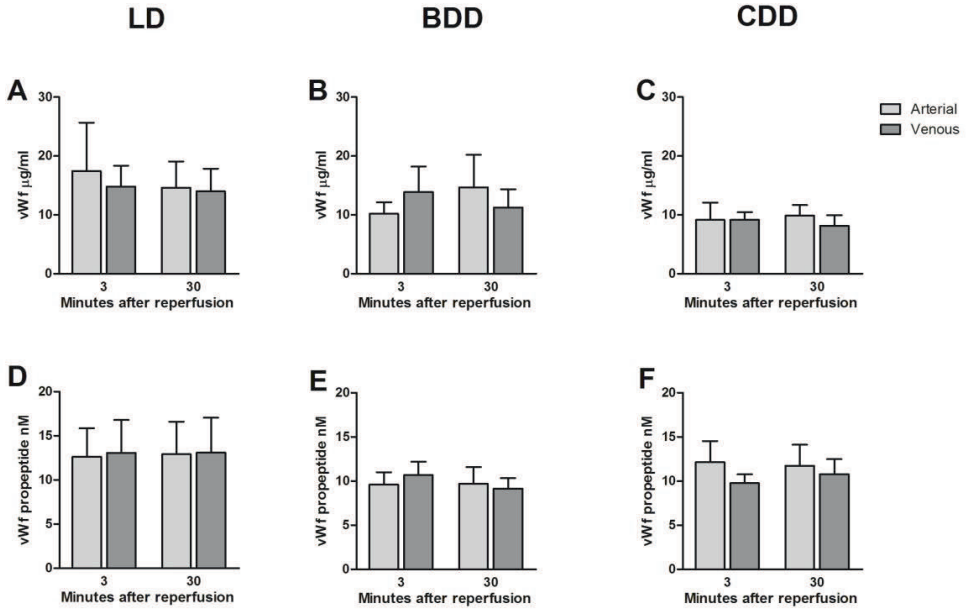 LD
BDD
CDD
A
30
20
10
0
vWf µg/ml
3
30
Minutes after reperfusion
B
30
20
10
0
vWf µg/ml
3
30
Minutes after reperfusion
C
30
20
10
0
vWf µg/ml
3
30
Minutes after reperfusion
Arterial
Venous
D
20
15
10
5
0
vWf propeptide nM
3
30
Minutes after reperfusion
E
20
15
10
5
0
vWf propeptide nM
3
30
Minutes after reperfusion
F
20
15
10
5
0
vWf propeptide nM
3
30
Minutes after reperfusion